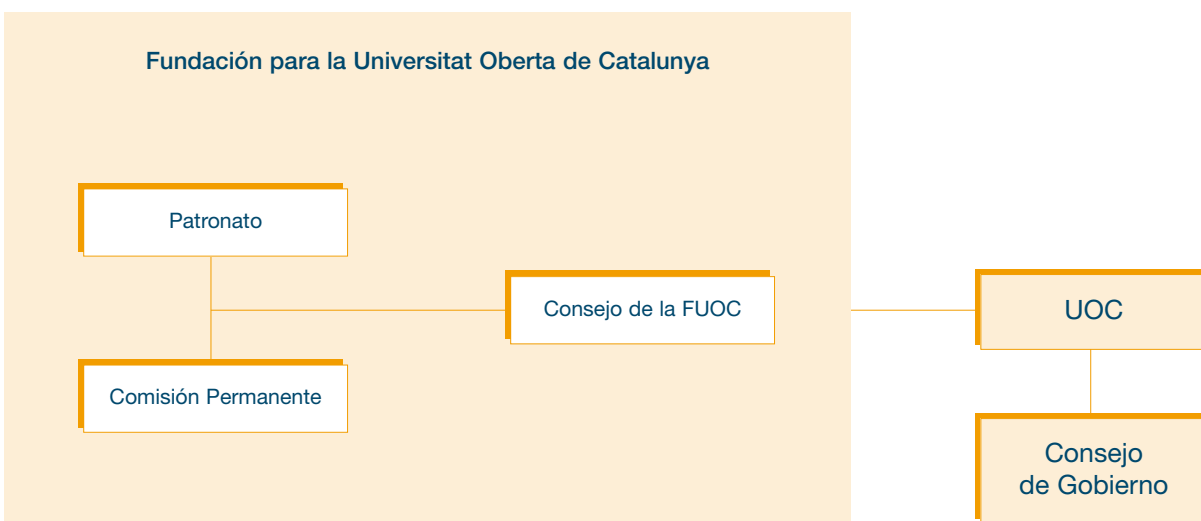 Fundación para la Universitat Oberta de Catalunya
Patronato
Consejo de la FUOC
UOC
Comisión Permanente
Consejo
de Gobierno